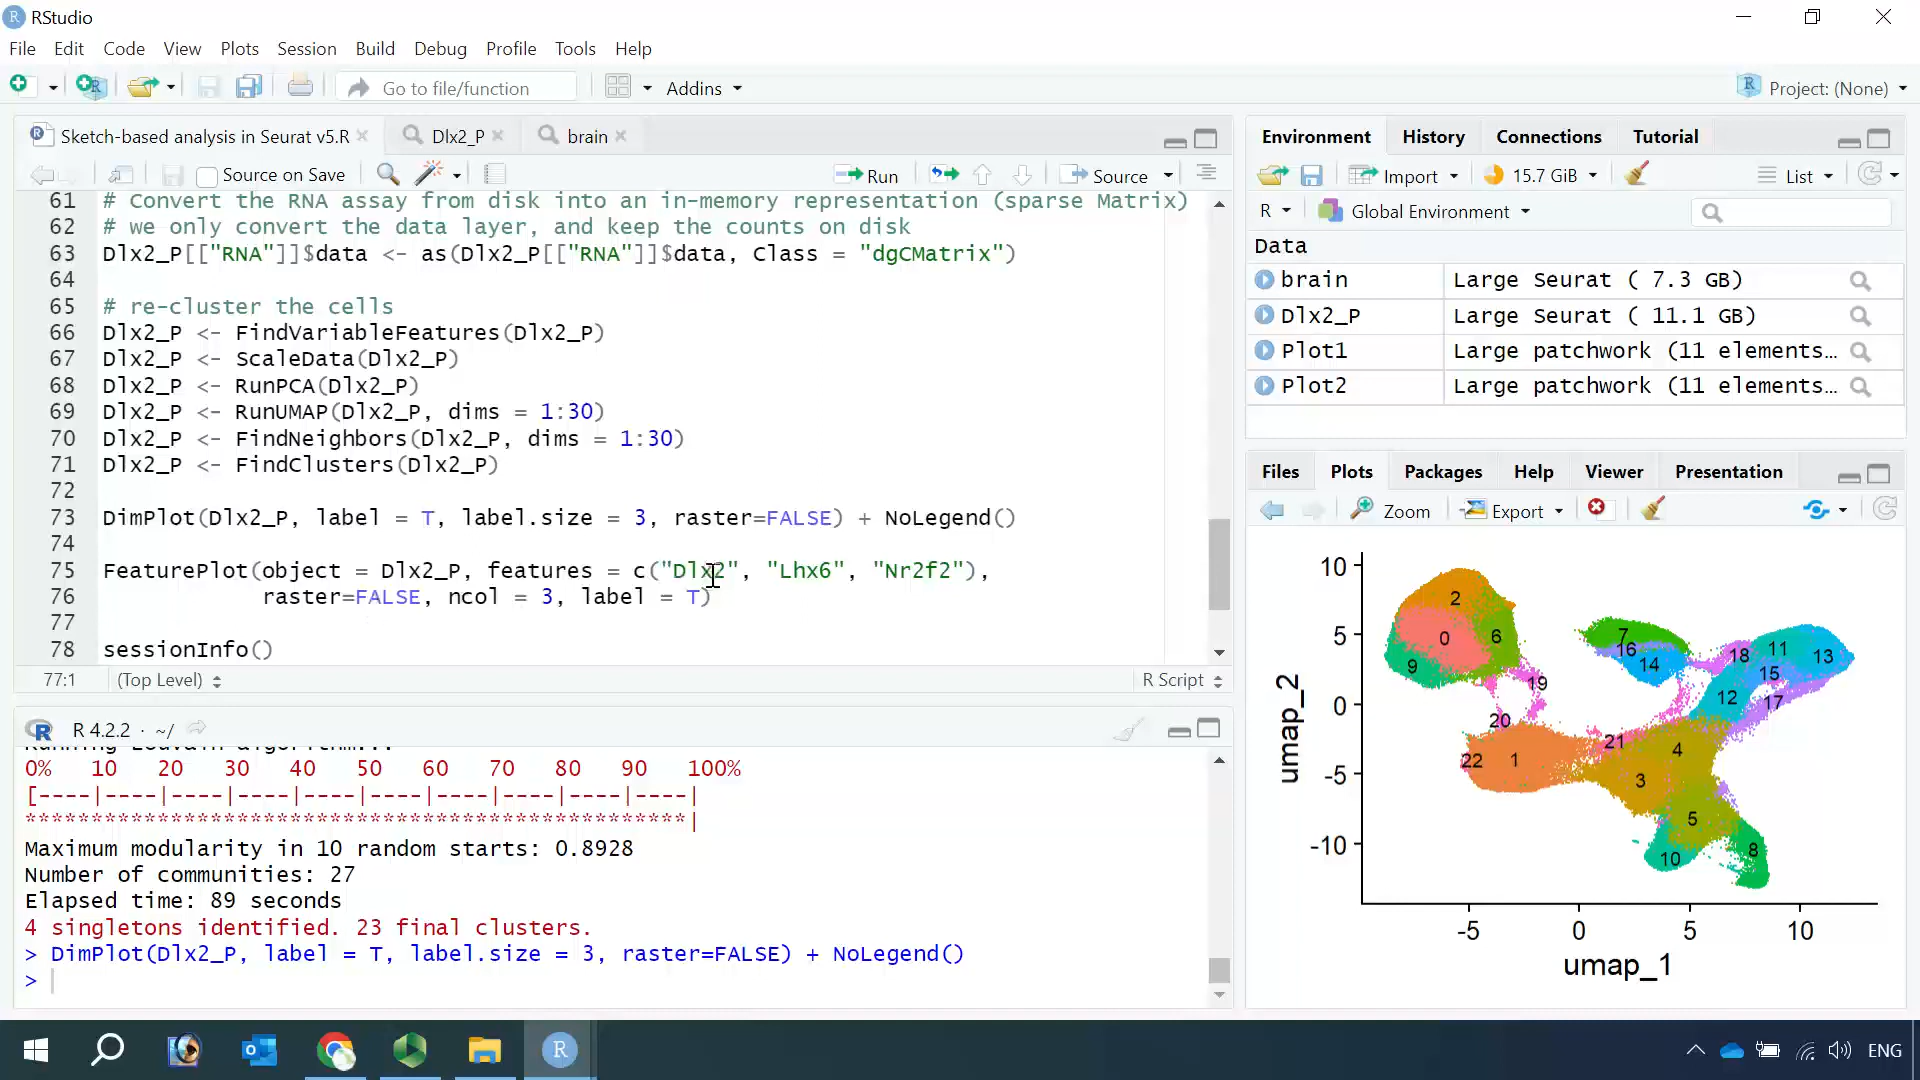 RStudio
File Edit Code View Plots Session Build Debug Profile Tools Help
Go to file/function Addins Project: (None)
Sketch-based analysis in Seurat v5.R Dlx2_P brain
Source on Save Run Source
61 # Convert the RNA assay from disk into an in-memory representation (sparse Matrix)
62 # we only convert the data layer, and keep the counts on disk
63 Dlx2_P[["RNA"]]$data <- as(Dlx2_P[["RNA"]]$data, Class = "dgCMatrix")
64
65 # re-cluster the cells
66 Dlx2_P <- FindVariableFeatures(Dlx2_P)
67 Dlx2_P <- ScaleData(Dlx2_P)
68 Dlx2_P <- RunPCA(Dlx2_P)
69 Dlx2_P <- RunUMAP(Dlx2_P, dims = 1:30)
70 Dlx2_P <- FindNeighbors(Dlx2_P, dims = 1:30)
71 Dlx2_P <- FindClusters(Dlx2_P)
72
73 DimPlot(Dlx2_P, label = T, label.size = 3, raster=FALSE) + NoLegend()
74
75 FeaturePlot(object = Dlx2_P, features = c("Dlx2", "Lhx6", "Nr2f2"),
76 raster=FALSE, ncol = 3, label = T)
77
78 sessionInfo()
77:1 (Top Level) R Script
R 4.2.2 · ~/
0% 10 20 30 40 50 60 70 80 90 100%
[----|----|----|----|----|----|----|----|----|----|
**************************************************|
Maximum modularity in 10 random starts: 0.8928
Number of communities: 27
Elapsed time: 89 seconds
4 singletons identified. 23 final clusters.
> DimPlot(Dlx2_P, label = T, label.size = 3, raster=FALSE) + NoLegend()
>
Environment History Connections Tutorial
Import 15.7 GiB List
R Global Environment
Data
brain Large Seurat ( 7.3 GB)
Dlx2_P Large Seurat ( 11.1 GB)
Plot1 Large patchwork (11 elements…
Plot2 Large patchwork (11 elements…
Files Plots Packages Help Viewer Presentation
Zoom Export
10
5
0
-5
-10
umap_2
2
0
6
9
7
16
14
18
11
13
15
12
17
19
20
21
4
22
1
3
5
10
8
-5 0 5 10
umap_1
ENG